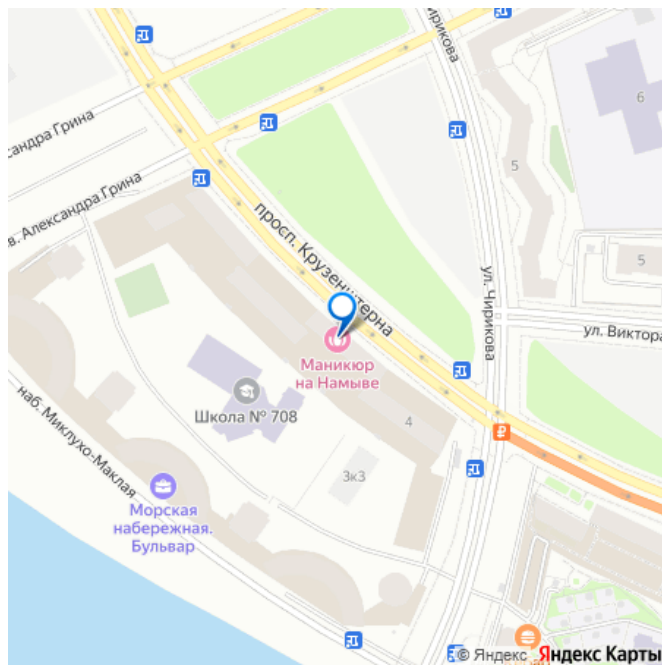 Чирикова
6
сандра Грина
5
в. Александра Грина
просп. Крузенштерна
5
ул. Чирикова
ул. Виктора
Маникюр
на Намыве
Школа № 708
4
наб. Миклухо-Маклая
3к3
Морская
набережная.
Бульвар
© Яндекс Яндекс Карты